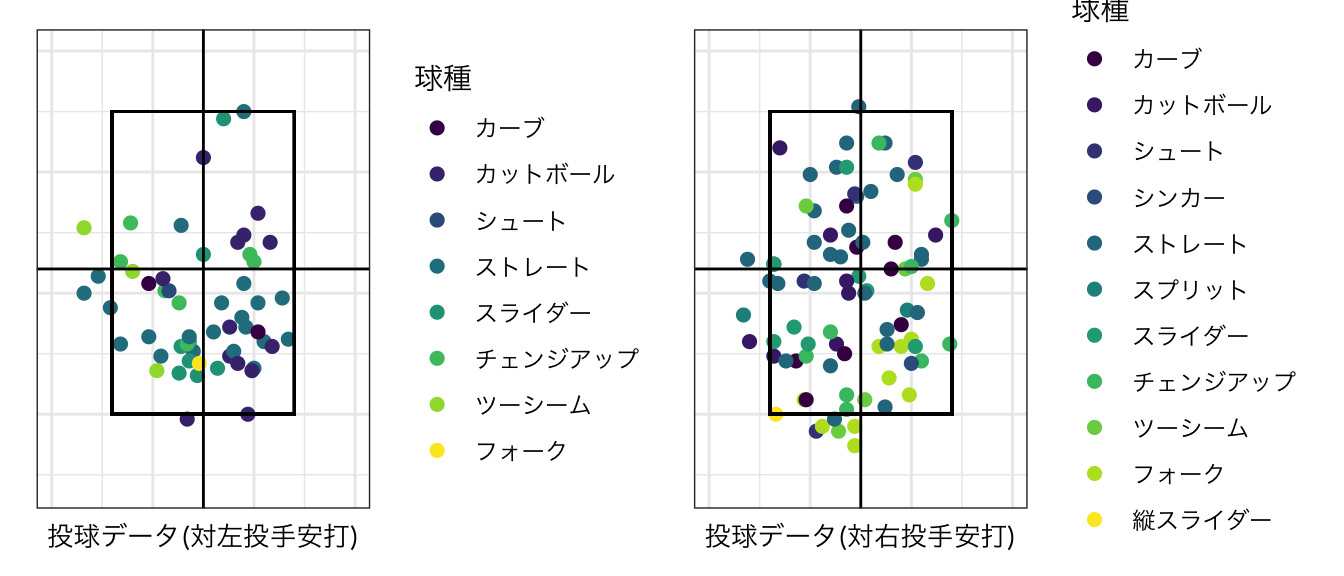 球種
カーブ
カットボール
シュート
ストレート
スライダー
チェンジアップ
ツーシーム
フォーク
投球データ(対左投手安打)
球種
カーブ
カットボール
シュート
シンカー
ストレート
スプリット
スライダー
チェンジアップ
ツーシーム
フォーク
縦スライダー
投球データ(対右投手安打)